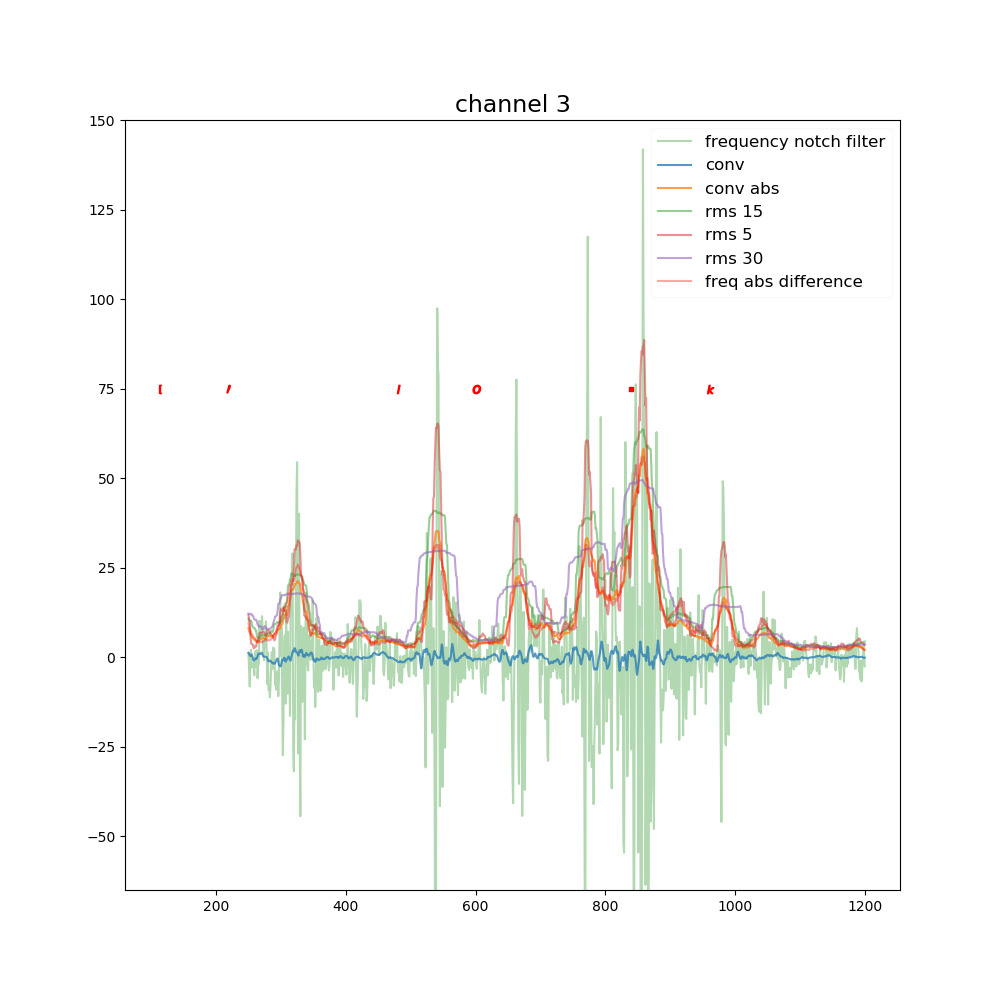 channel 3
150
125
100
75
50
25
0
−25
−50
200 400 600 800 1000 1200
frequency notch filter
conv
conv abs
rms 15
rms 5
rms 30
freq abs difference
k